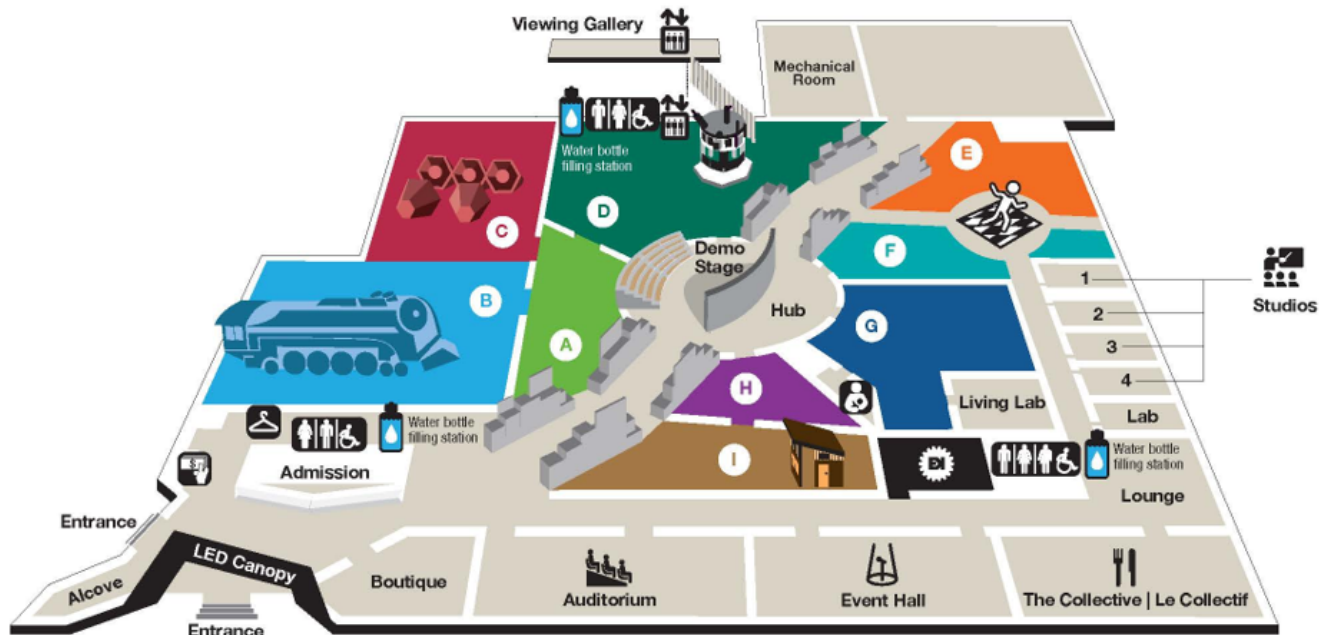 Viewing Gallery
Mechanical
Room
Water bottle
filling station
E
C
D
Demo
Stage
F
1
Studios
B
Hub
2
G
A
3
H
4
Living Lab
Lab
Water bottle
filling station
Admission
I
Water bottle
filling station
Lounge
Entrance
LED Canopy
Alcove
Boutique
Auditorium
Event Hall
The Collective | Le Collectif
Entrance